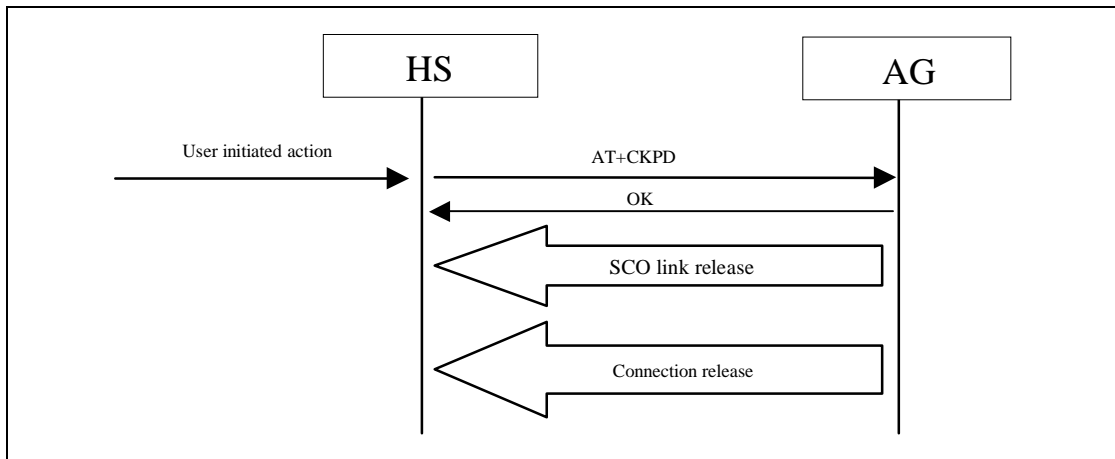 HS
AG
User initiated action
AT+CKPD
OK
SCO link release
Connection release